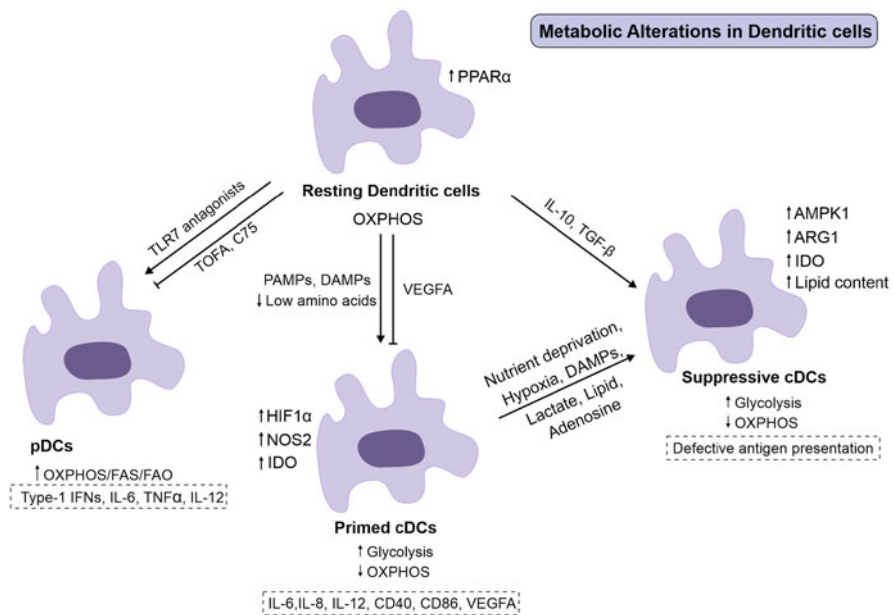 Metabolic Alterations in Dendritic cells
↑PPARα
Resting Dendritic cells
OXPHOS
TLR7 antagonists
TOFA, C75
PAMPs, DAMPs
↓ Low amino acids
VEGFA
IL-10, TGF-β
↑AMPK1
↑ARG1
↑IDO
↑Lipid content
Suppressive cDCs
↑ Glycolysis
↓ OXPHOS
Defective antigen presentation
Nutrient deprivation,
Hypoxia, DAMPs,
Lactate, Lipid,
Adenosine
pDCs
↑ OXPHOS/FAS/FAO
Type-1 IFNs, IL-6, TNFα, IL-12
↑HIF1α
↑NOS2
↑IDO
Primed cDCs
↑ Glycolysis
↓ OXPHOS
IL-6,IL-8, IL-12, CD40, CD86, VEGFA